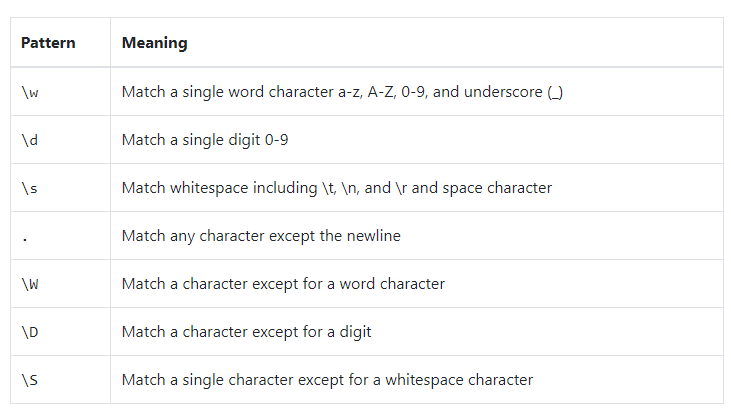 Pattern Meaning
\w Match a single word character a-z, A-Z, 0-9, and underscore (_)
\d Match a single digit 0-9
\s Match whitespace including \t, \n, and \r and space character
. Match any character except the newline
\W Match a character except for a word character
\D Match a character except for a digit
\S Match a single character except for a whitespace character